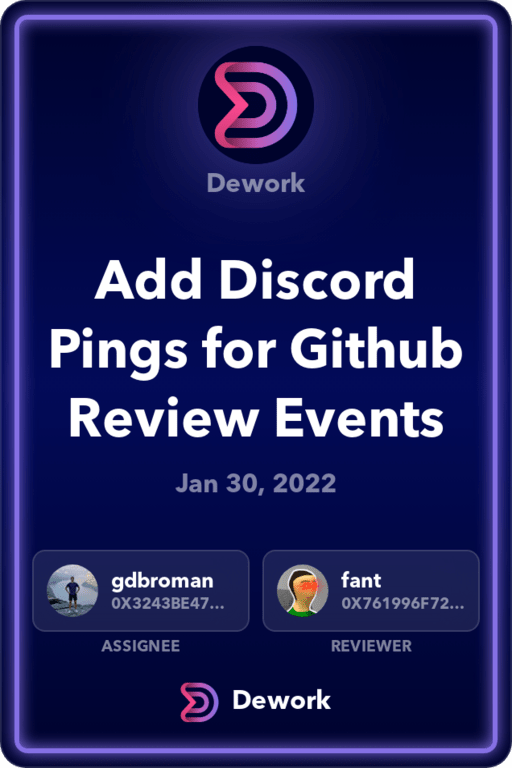 Dework
Add Discord
Pings for Github
Review Events
Jan 30, 2022
gdbroman
0X3243BE47...
ASSIGNEE
fant
0X761996F72...
REVIEWER
Dework